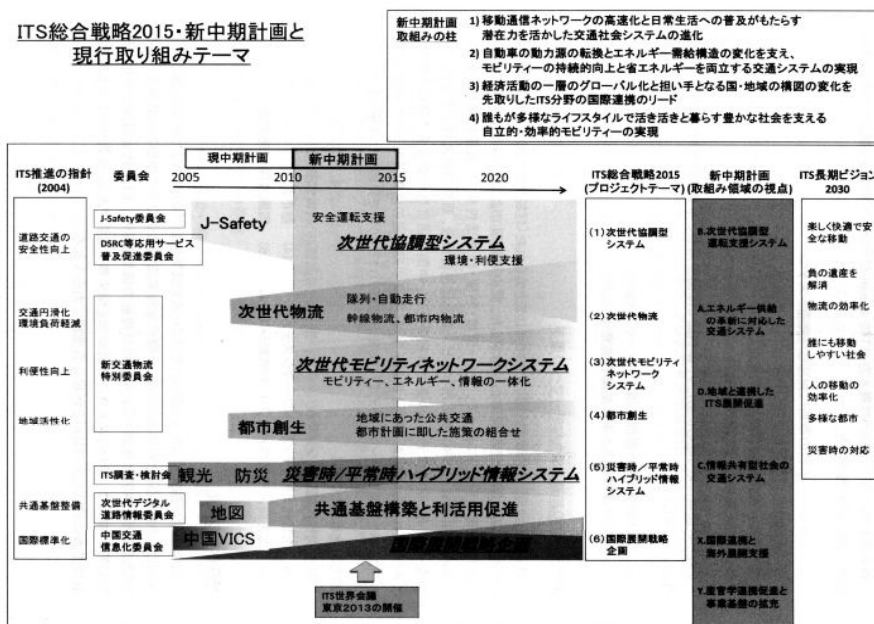 ITS総合戦略2015・新中期計画と
現行取り組みテーマ
新中期計画
取組みの柱
1) 移動通信ネットワークの高速化と日常生活への普及がもたらす
潜在力を活かした交通社会システムの進化
2) 自動車の動力源の転換とエネルギー需給構造の変化を支え、
モビリティーの持続的向上と省エネルギーを両立する交通システムの実現
3) 経済活動の一層のグローバル化と担い手となる国・地域の構図の変化を
先取りしたITS分野の国際連携のリード
4) 誰もが多様なライフスタイルで活き活きと暮らす豊かな社会を支える
自立的・効率的モビリティーの実現
ITS推進の指針
(2004)
道路交通の
安全性向上
交通円滑化
環境負荷軽減
利便性向上
地域活性化
共通基盤整備
国際標準化
委員会
J-Safety委員会
DSRC等応用サービス
普及促進委員会
新交通物流
特別委員会
ITS調査・検討会
次世代デジタル
道路情報委員会
中国交通
情報化委員会
現中期計画
新中期計画
2005
2010
2015
2020
J-Safety
安全運転支援
次世代協調型システム
環境・利便支援
次世代物流
隊列・自動走行
幹線物流、都市内物流
次世代モビリティネットワークシステム
モビリティー、エネルギー、情報の一体化
都市創生
地域にあった公共交通
都市計画に即した施策の組合せ
観光
防災
災害時/平常時ハイブリッド情報システム
地図
共通基盤構築と利活用促進
中国VICS
国際展開戦略企画
ITS世界会議
東京2013の開催
ITS総合戦略2015
(プロジェクトテーマ)
(1)次世代協調型
システム
(2)次世代物流
(3)次世代モビリティ
ネットワーク
システム
(4)都市創生
(5)災害時/平常時
ハイブリッド情報
システム
(6)国際展開戦略
企画
新中期計画
(取組み領域の視点)
B.次世代協調型
運転支援システム
A.エネルギー供給
の革新に対応した
交通システム
D.地域と連携した
ITS展開促進
C.情報共有型社会の
交通システム
X.国際連携と
海外展開支援
Y.産官学連携促進と
事業基盤の拡充
ITS長期ビジョン
2030
楽しく快適で安
全な移動
負の遺産を
解消
物流の効率化
誰にも移動
しやすい社会
人の移動の
効率化
多様な都市
災害時の対応